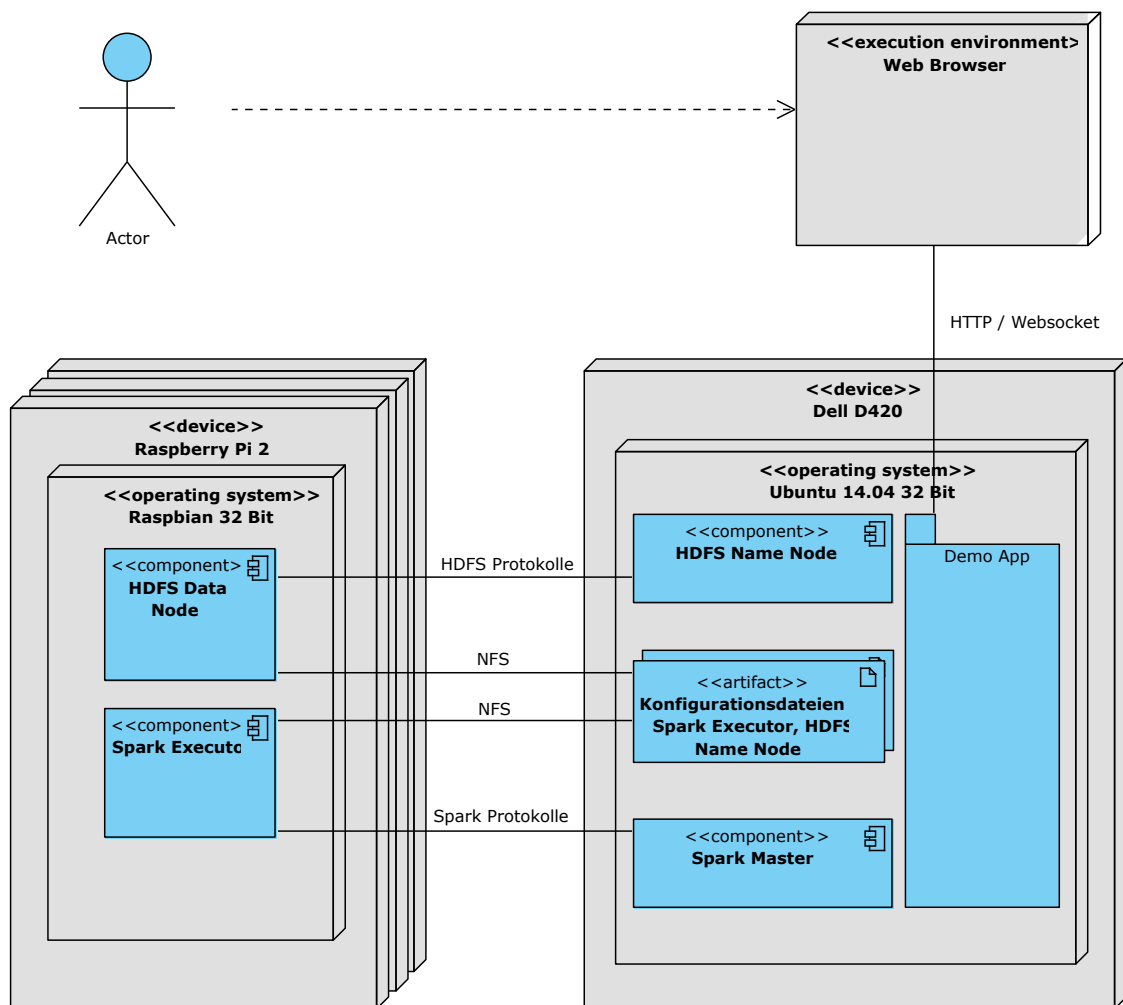 <<execution environment>
Web Browser
Actor
HTTP / Websocket
<<device>>
Raspberry Pi 2
<<operating system>>
Raspbian 32 Bit
<<component>
HDFS Data
Node
<<component>
Spark Executo
HDFS Protokolle
NFS
NFS
Spark Protokolle
<<device>>
Dell D420
<<operating system>>
Ubuntu 14.04 32 Bit
<<component>>
HDFS Name Node
<<artifact>>
Konfigurationsdateien
Spark Executor, HDFS
Name Node
<<component>>
Spark Master
Demo App